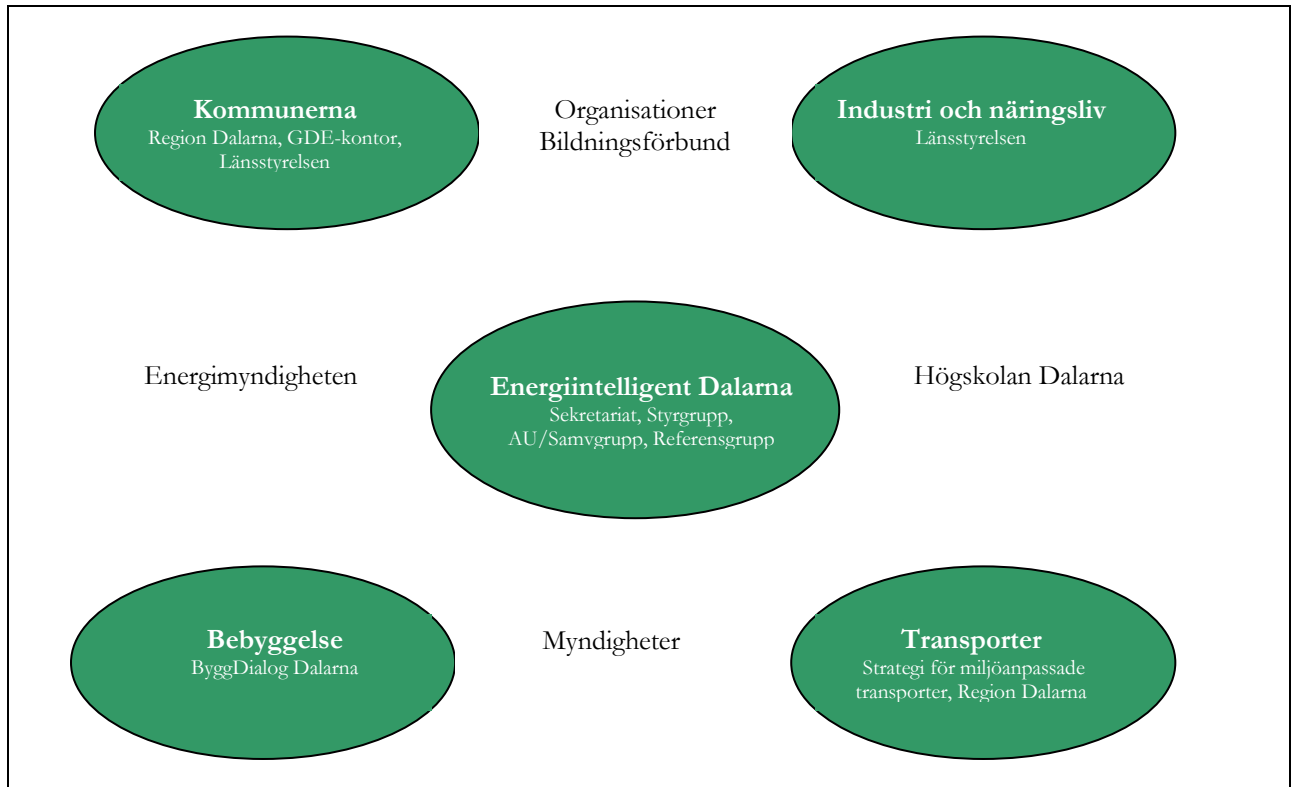 Kommunerna
Region Dalarna, GDE-kontor,
Länsstyrelsen
Organisationer
Bildningsförbund
Industri och näringsliv
Länsstyrelsen
Energimyndigheten
Energiintelligent Dalarna
Sekretariat, Styrgrupp,
AU/Samvgrupp, Referensgrupp
Högskolan Dalarna
Bebyggelse
ByggDialog Dalarna
Myndigheter
Transporter
Strategi för miljöanpassade
transporter, Region Dalarna